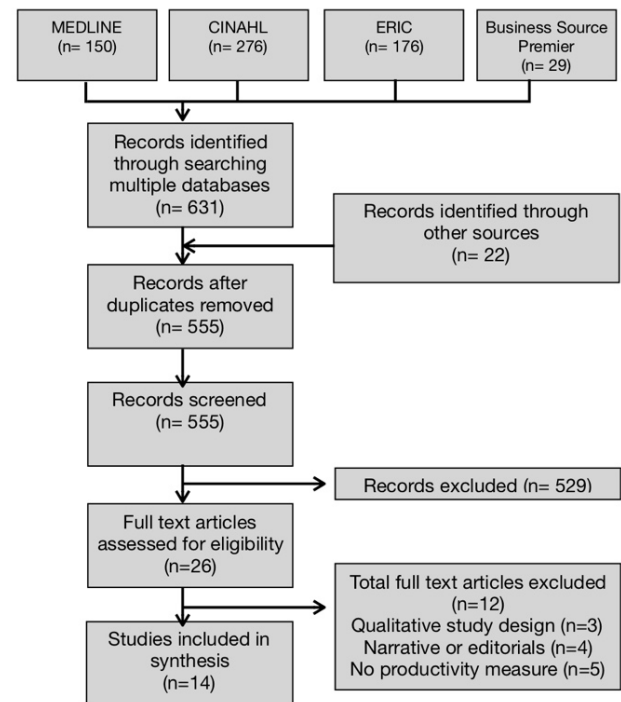 MEDLINE
(n= 150)
CINAHL
(n= 276)
ERIC
(n= 176)
Business Source
Premier
(n= 29)
Records identified
through searching
multiple databases
(n= 631)
Records identified through
other sources
(n= 22)
Records after
duplicates removed
(n= 555)
Records screened
(n= 555)
Records excluded (n= 529)
Full text articles
assessed for eligibility
(n=26)
Total full text articles excluded
(n=12)
Qualitative study design (n=3)
Narrative or editorials (n=4)
No productivity measure (n=5)
Studies included in
synthesis
(n=14)